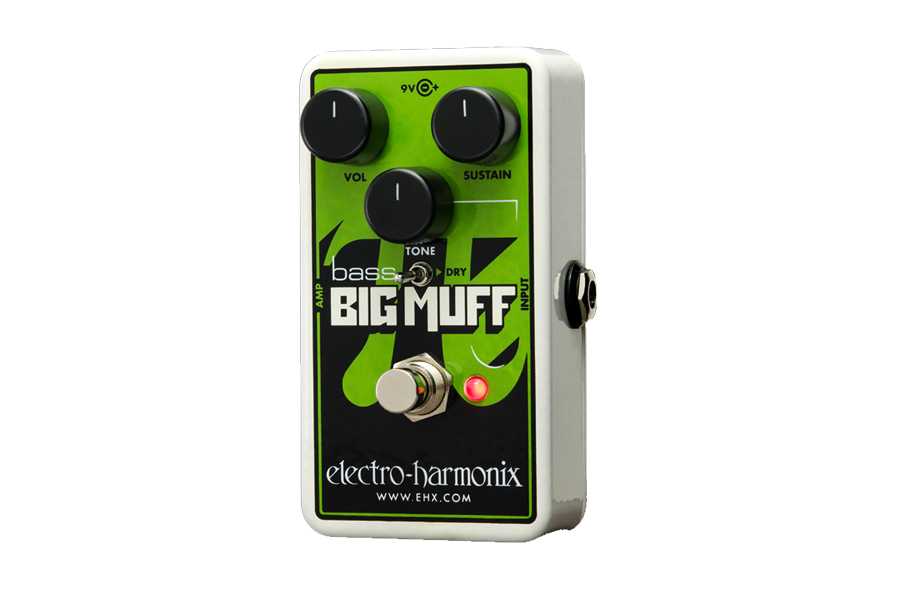 9V +
VOL
SUSTAIN
TONE
bass
DRY
AMP
BIG MUFF
INPUT
π
electro-harmonix
WWW.EHX.COM